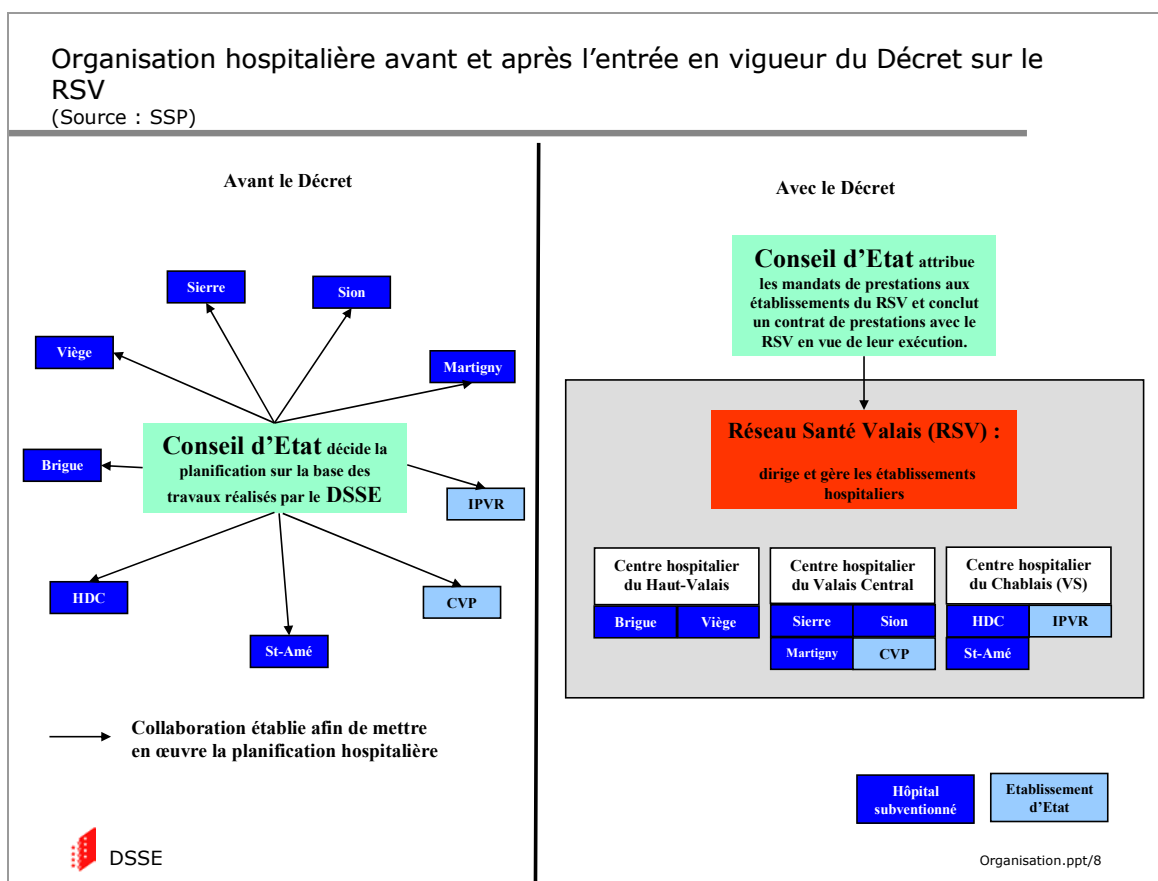 Organisation hospitalière avant et après l’entrée en vigueur du Décret sur le
RSV
(Source : SSP)
Avant le Décret
Sierre
Sion
Viège
Martigny
Conseil d’Etat décide la
planification sur la base des
travaux réalisés par le DSSE
Brigue
IPVR
HDC
CVP
St-Amé
Collaboration établie afin de mettre
en œuvre la planification hospitalière
DSSE
Avec le Décret
Conseil d’Etat attribue
les mandats de prestations aux
établissements du RSV et conclut
un contrat de prestations avec le
RSV en vue de leur exécution.
Réseau Santé Valais (RSV) :
dirige et gère les établissements
hospitaliers
Centre hospitalier
du Haut-Valais
Brigue
Viège
Centre hospitalier
du Valais Central
Sierre
Sion
Martigny
CVP
Centre hospitalier
du Chablais (VS)
HDC
IPVR
St-Amé
Hôpital
subventionné
Etablissement
d’Etat
Organisation.ppt/8